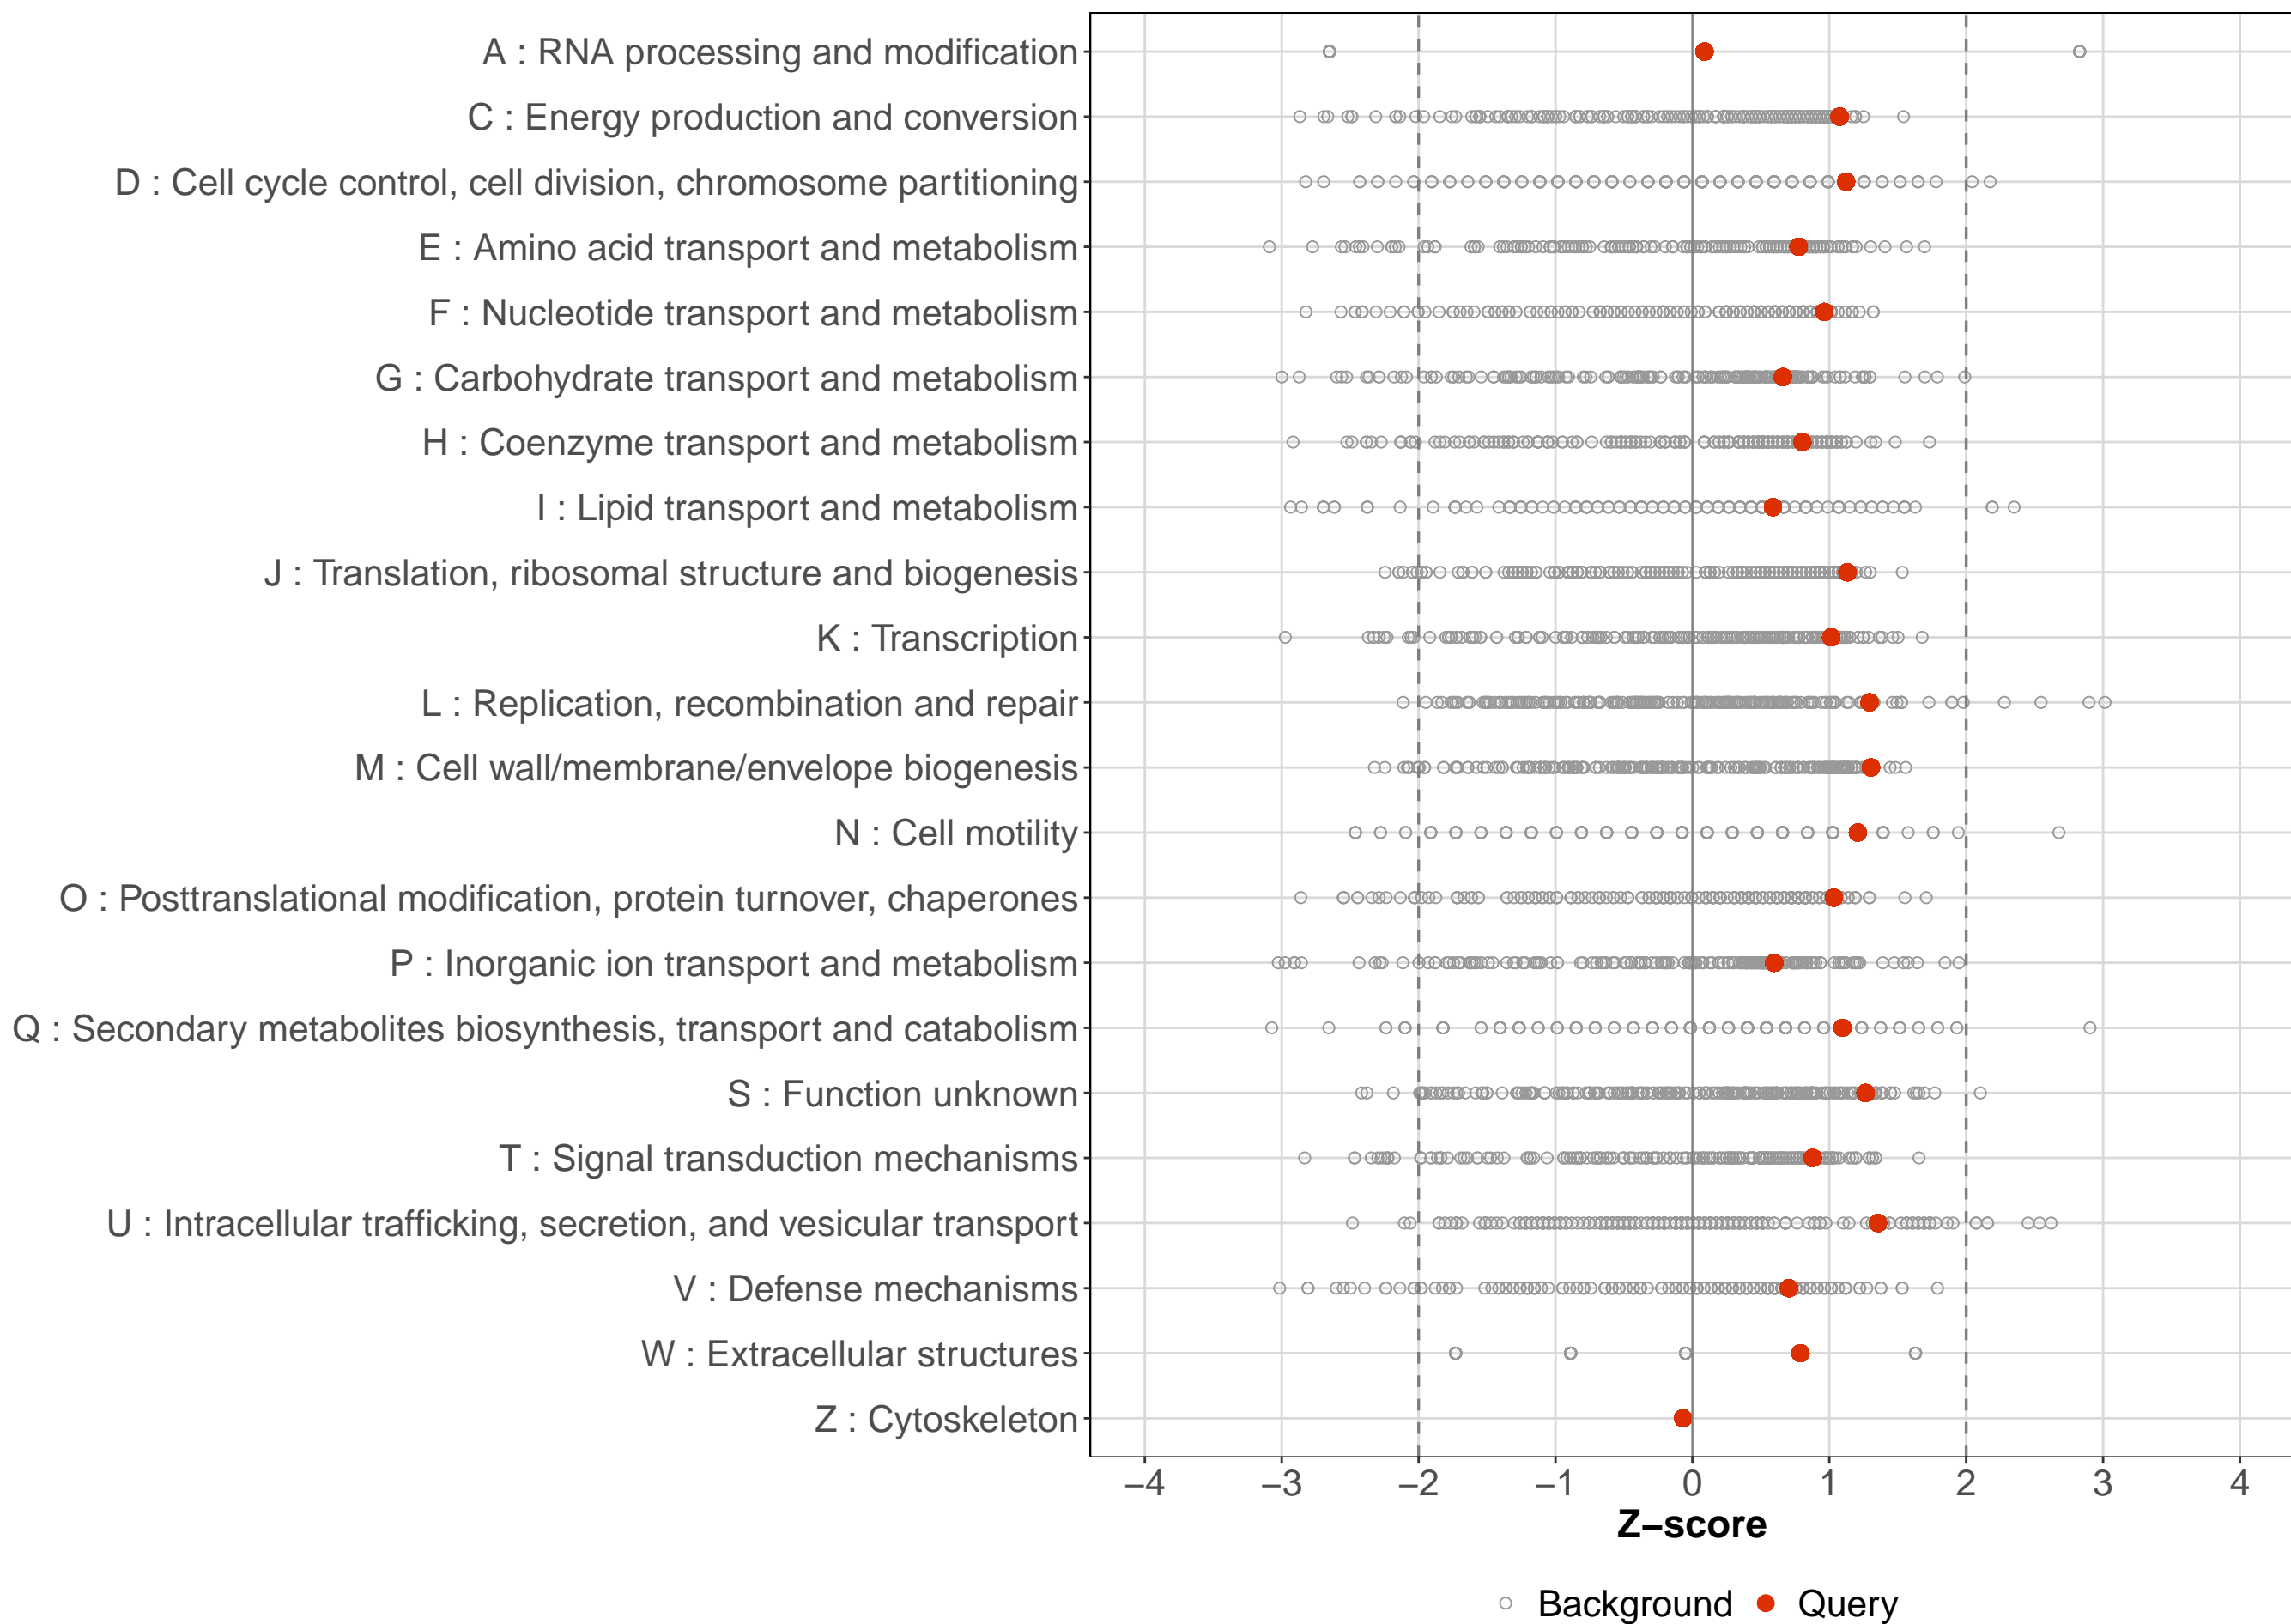 A : RNA processing and modification
C : Energy production and conversion
D : Cell cycle control, cell division, chromosome partitioning
E : Amino acid transport and metabolism
F : Nucleotide transport and metabolism
G : Carbohydrate transport and metabolism
H : Coenzyme transport and metabolism
I : Lipid transport and metabolism
J : Translation, ribosomal structure and biogenesis
K : Transcription
L : Replication, recombination and repair
M : Cell wall/membrane/envelope biogenesis
N : Cell motility
O : Posttranslational modification, protein turnover, chaperones
P : Inorganic ion transport and metabolism
Q : Secondary metabolites biosynthesis, transport and catabolism
S : Function unknown
T : Signal transduction mechanisms
U : Intracellular trafficking, secretion, and vesicular transport
V : Defense mechanisms
W : Extracellular structures
Z : Cytoskeleton
−4 −3 −2 −1 0 1 2 3 4
Z−score
Background Query